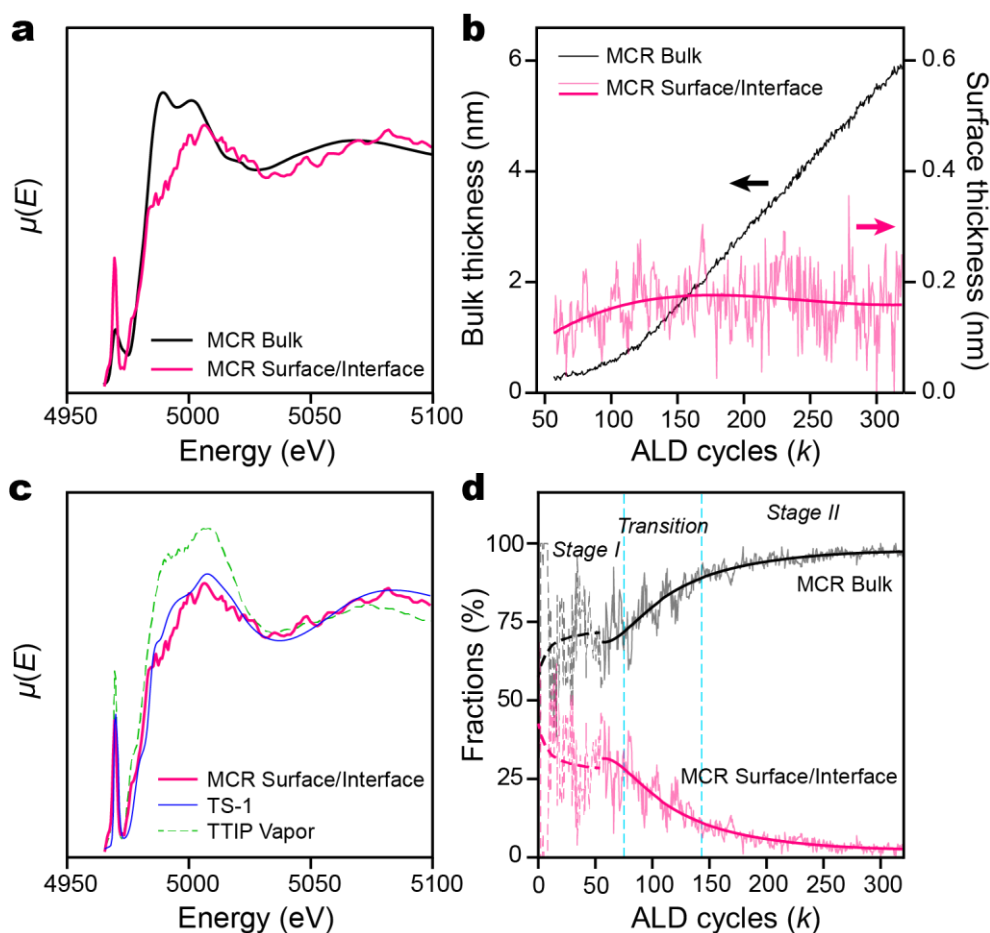 a
μ(E)
MCR Bulk
MCR Surface/Interface
4950 5000 5050 5100
Energy (eV)
b
Bulk thickness (nm)
6
4
2
0
MCR Bulk
MCR Surface/Interface
0.6
0.4
0.2
0.0
Surface thickness (nm)
50 100 150 200 250 300
ALD cycles (k)
c
μ(E)
MCR Surface/Interface
TS-1
TTIP Vapor
4950 5000 5050 5100
Energy (eV)
d
Fractions (%)
100
75
50
25
0
Stage I
Transition
Stage II
MCR Bulk
MCR Surface/Interface
0 50 100 150 200 250 300
ALD cycles (k)